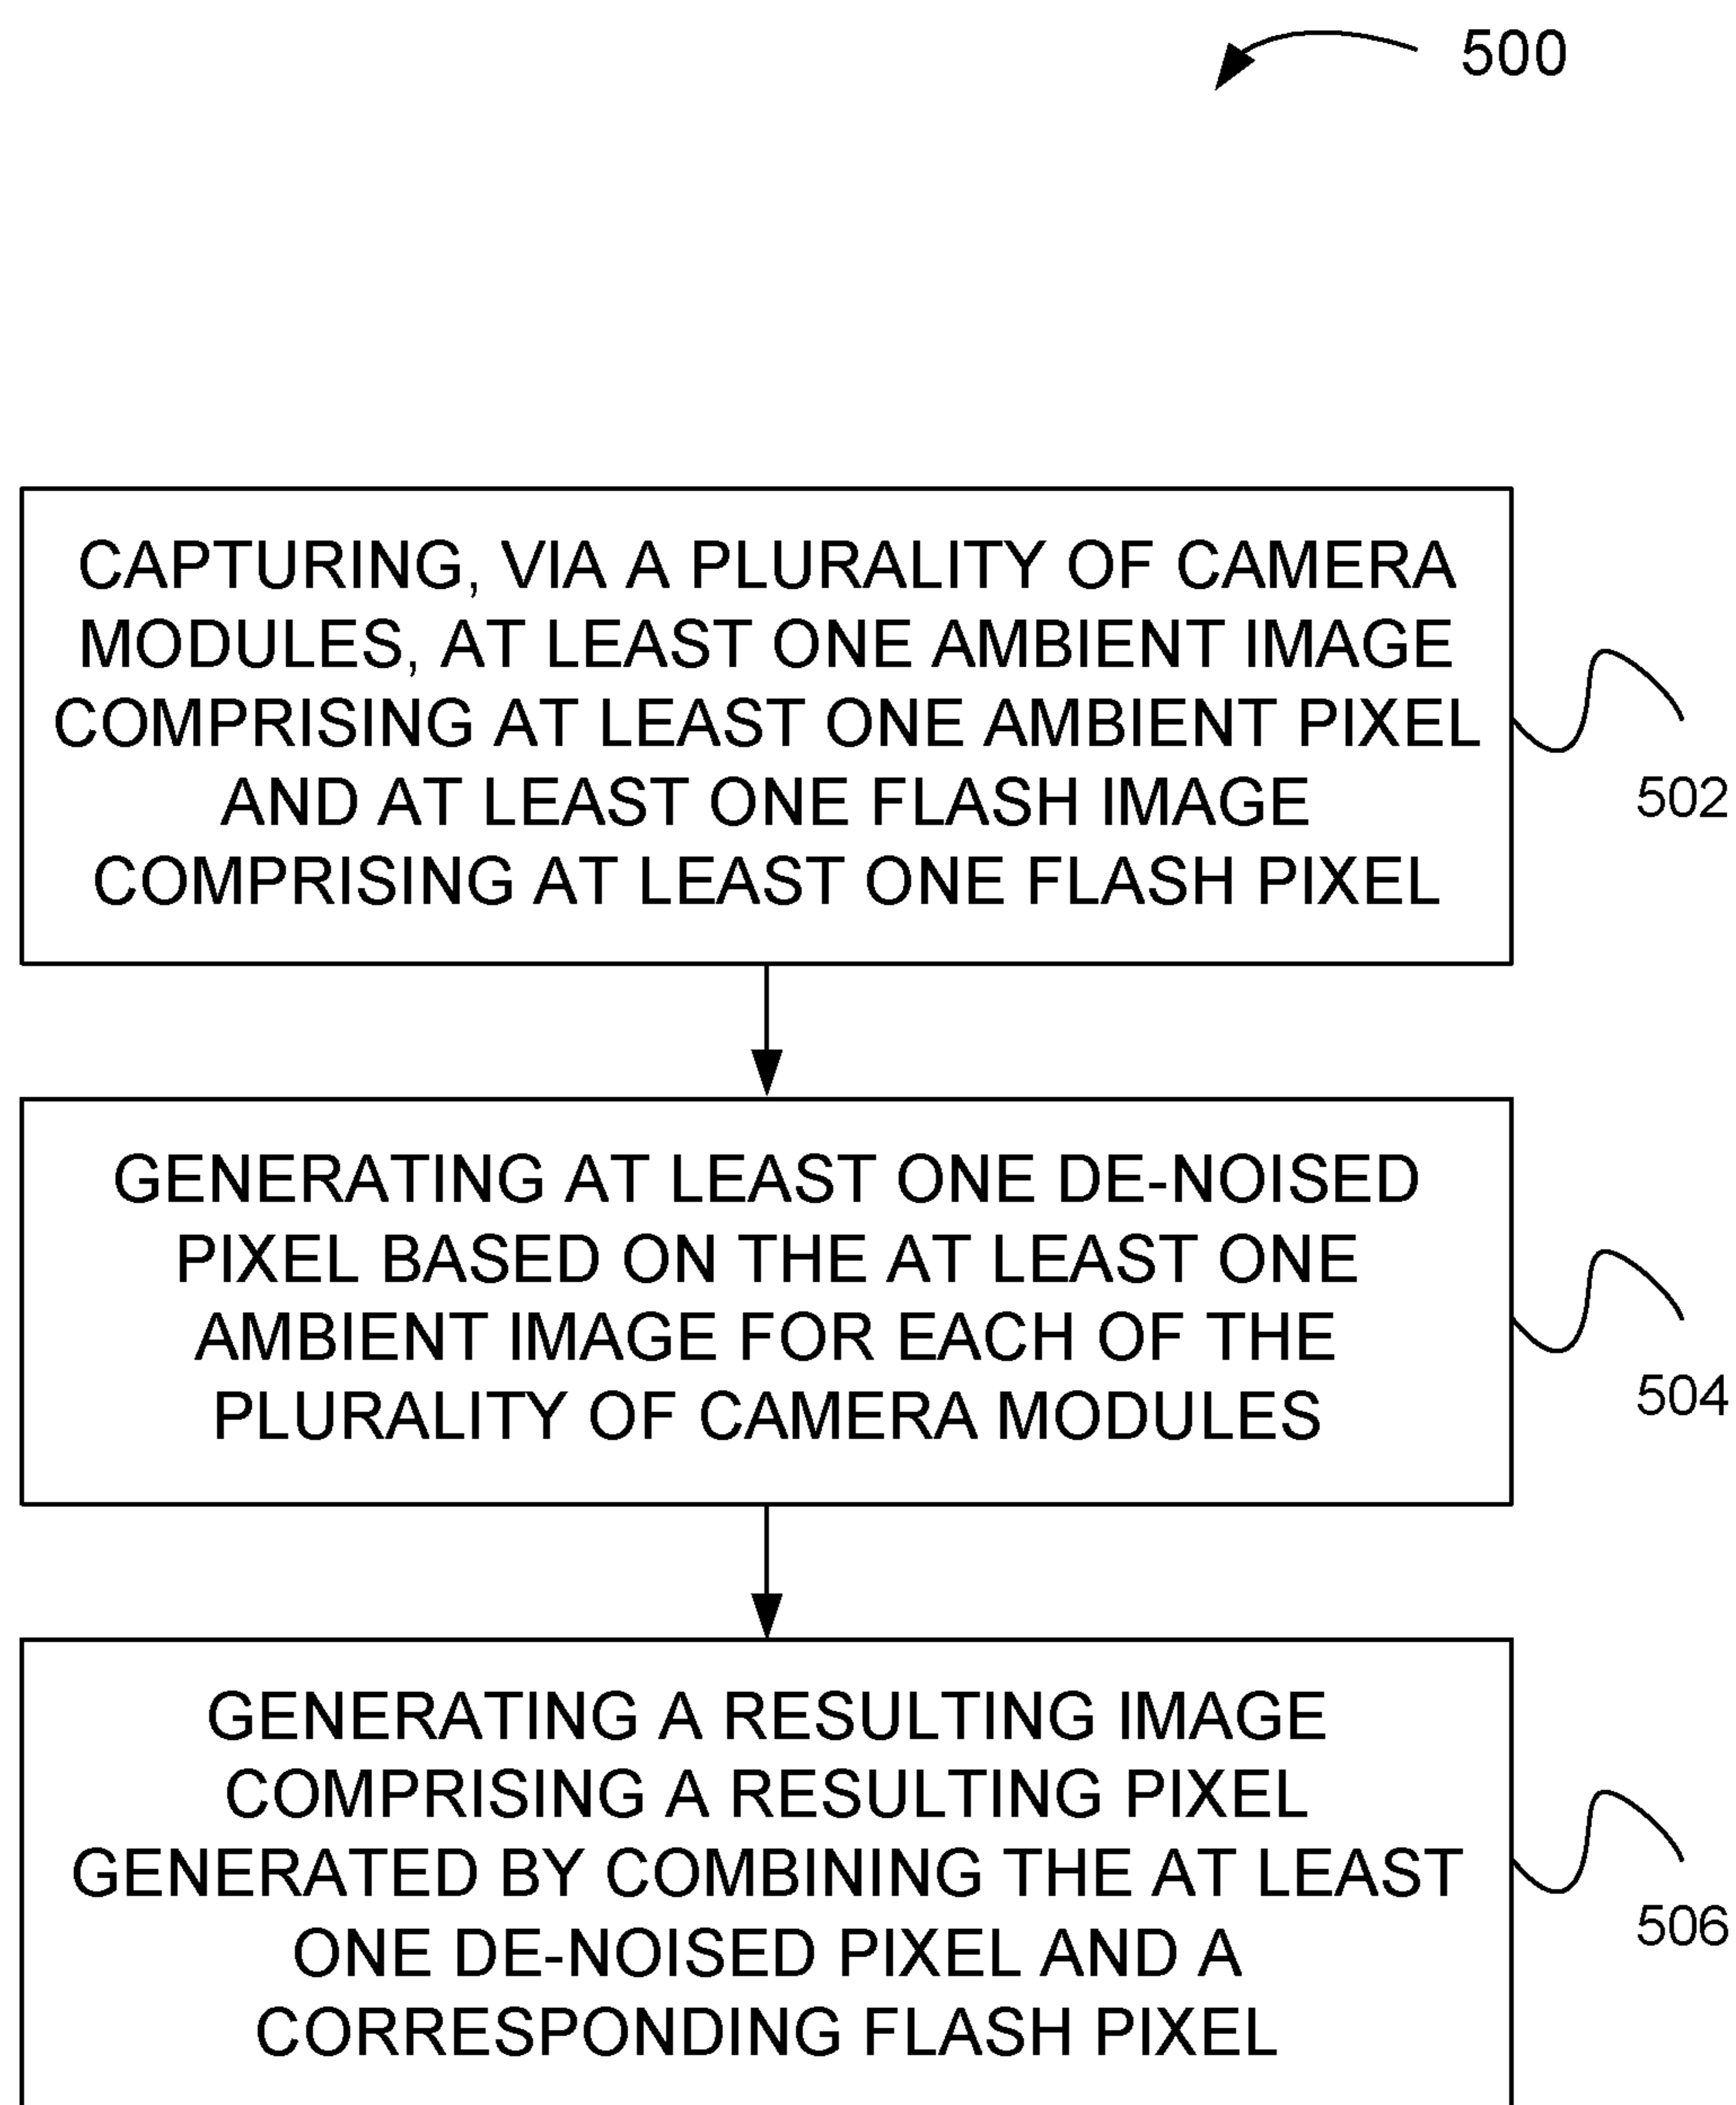 500
CAPTURING, VIA A PLURALITY OF CAMERA
MODULES, AT LEAST ONE AMBIENT IMAGE
COMPRISING AT LEAST ONE AMBIENT PIXEL
AND AT LEAST ONE FLASH IMAGE
COMPRISING AT LEAST ONE FLASH PIXEL
502
GENERATING AT LEAST ONE DE-NOISED
PIXEL BASED ON THE AT LEAST ONE
AMBIENT IMAGE FOR EACH OF THE
PLURALITY OF CAMERA MODULES
504
GENERATING A RESULTING IMAGE
COMPRISING A RESULTING PIXEL
GENERATED BY COMBINING THE AT LEAST
ONE DE-NOISED PIXEL AND A
CORRESPONDING FLASH PIXEL
506